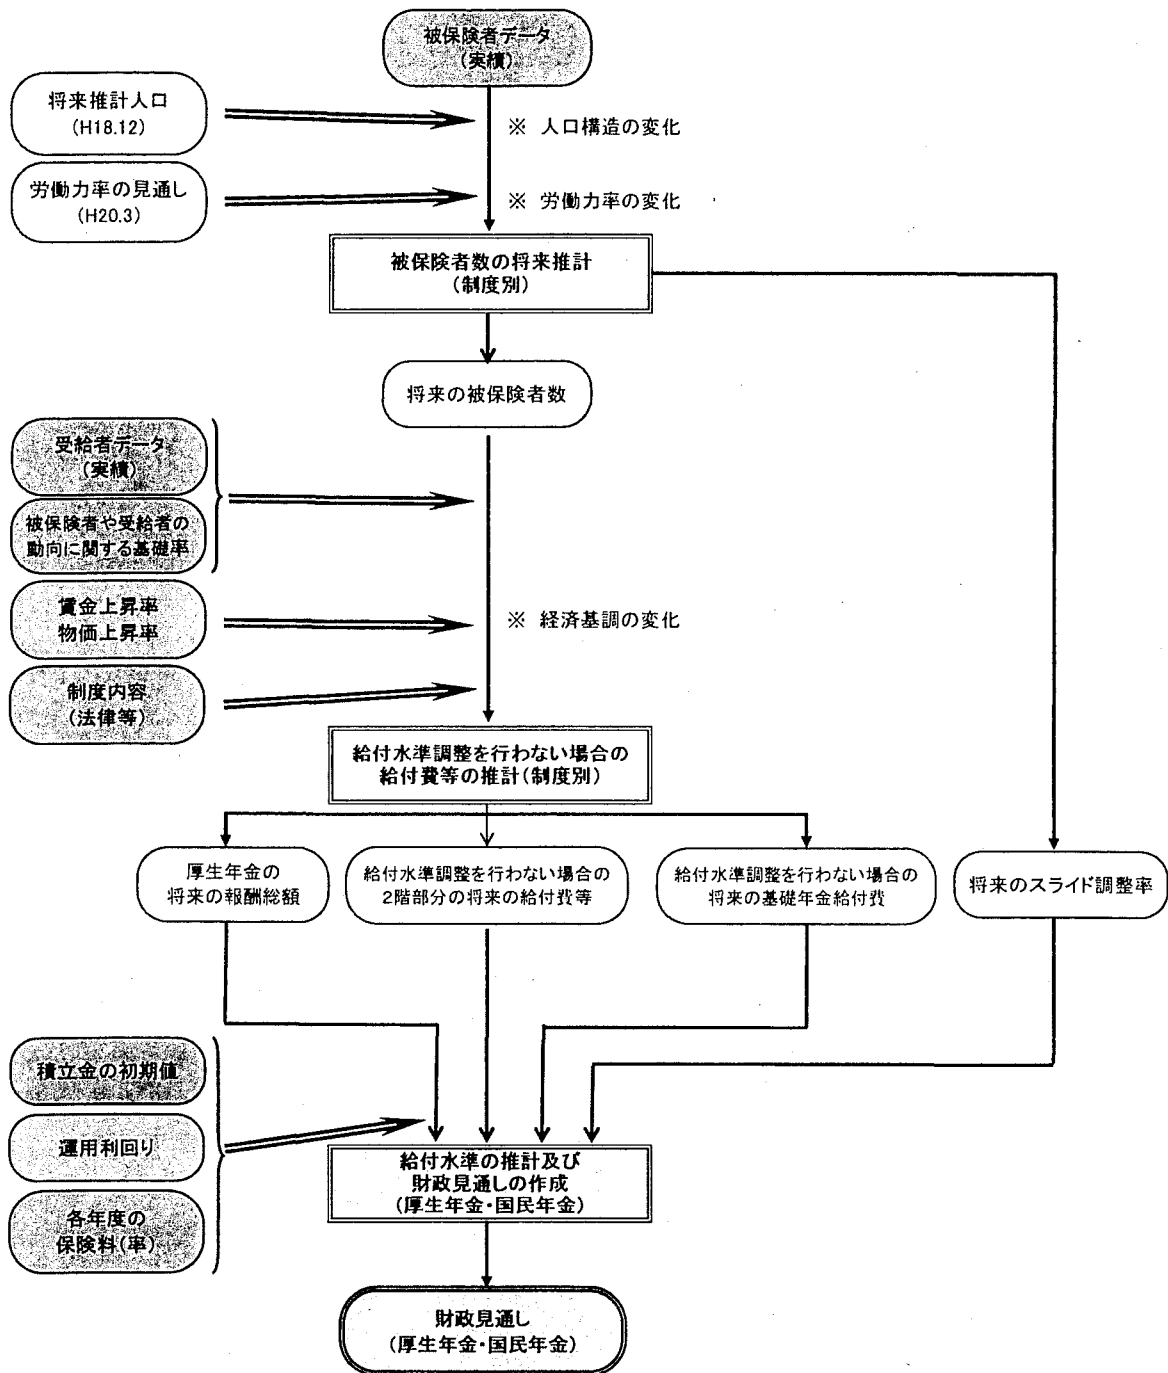 被保険者データ
(実績)
将来推計人口
(H18.12)
※ 人口構造の変化
労働力率の見通し
(H20.3)
※ 労働力率の変化
被保険者数の将来推計
(制度別)
将来の被保険者数
受給者データ
(実績)
被保険者や受給者の
動向に関する基礎率
賃金上昇率
物価上昇率
※ 経済基調の変化
制度内容
(法律等)
給付水準調整を行わない場合の
給付費等の推計(制度別)
厚生年金の
将来の報酬総額
給付水準調整を行わない場合の
2階部分の将来の給付費等
給付水準調整を行わない場合の
将来の基礎年金給付費
将来のスライド調整率
積立金の初期値
運用利回り
各年度の
保険料(率)
給付水準の推計及び
財政見通しの作成
(厚生年金・国民年金)
財政見通し
(厚生年金・国民年金)